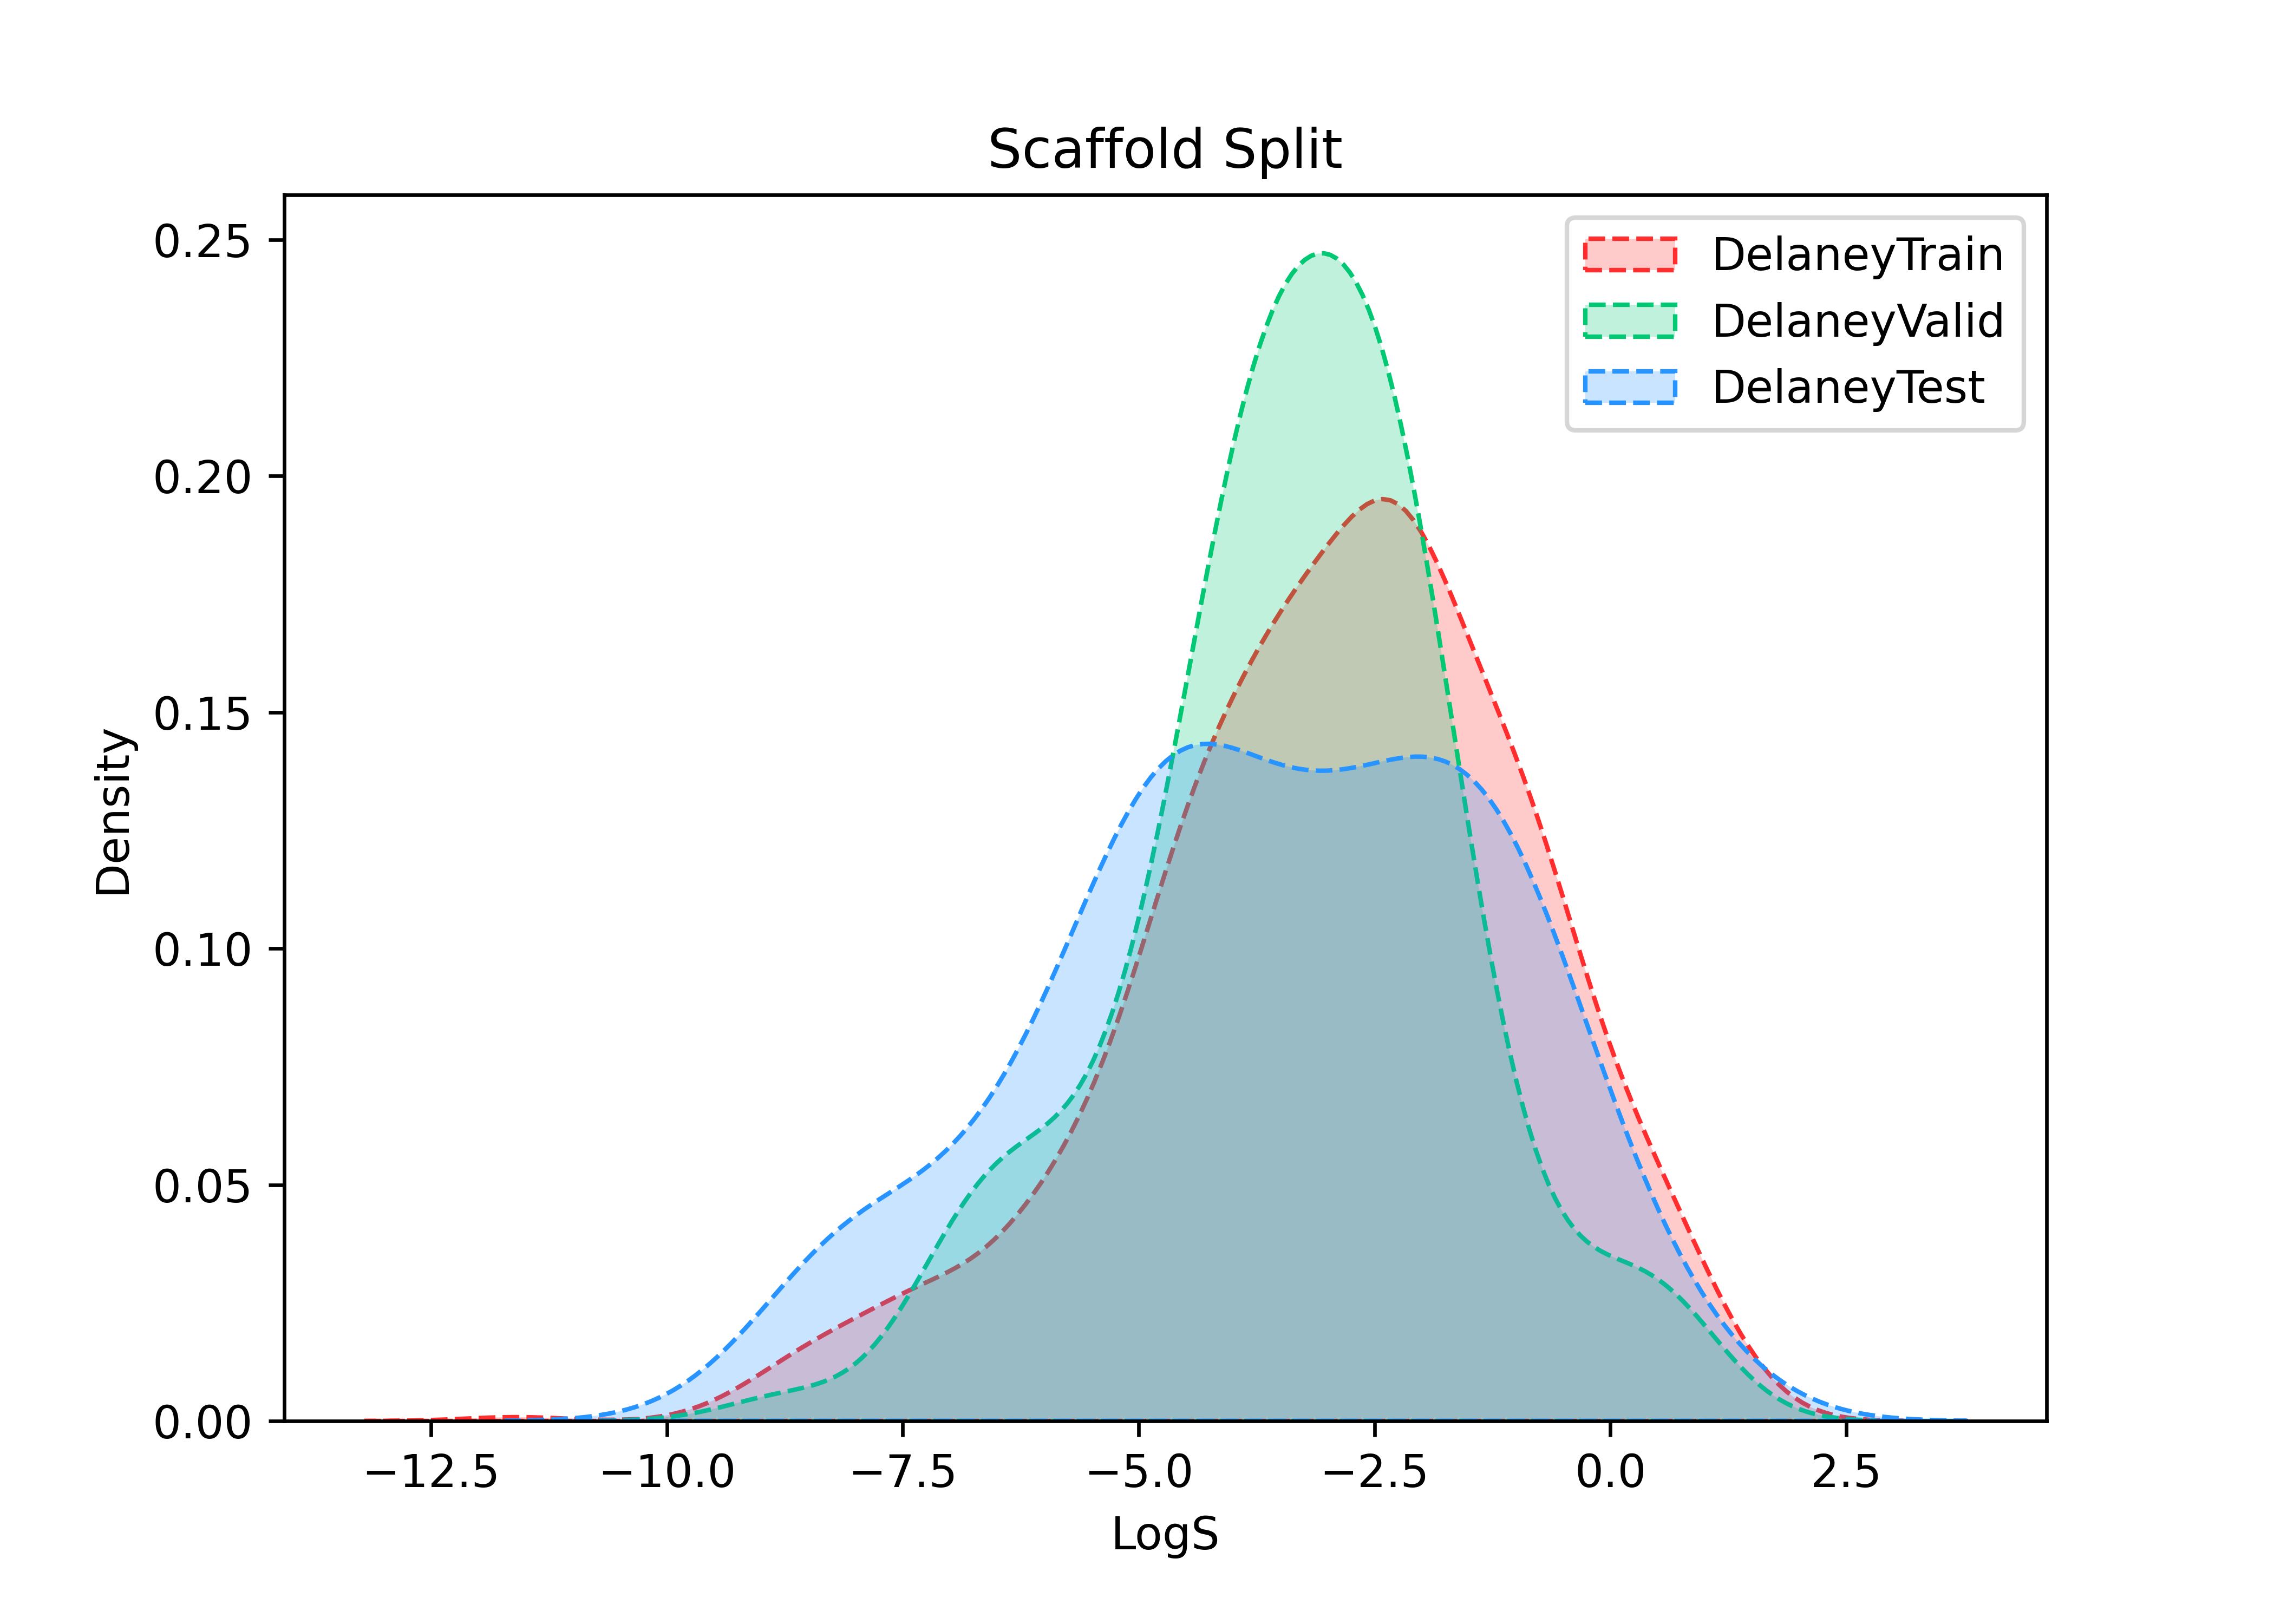 Scaffold Split
DelaneyTrain
DelaneyValid
DelaneyTest
Density
0.25
0.20
0.15
0.10
0.05
0.00
−12.5
−10.0
−7.5
−5.0
−2.5
0.0
2.5
LogS